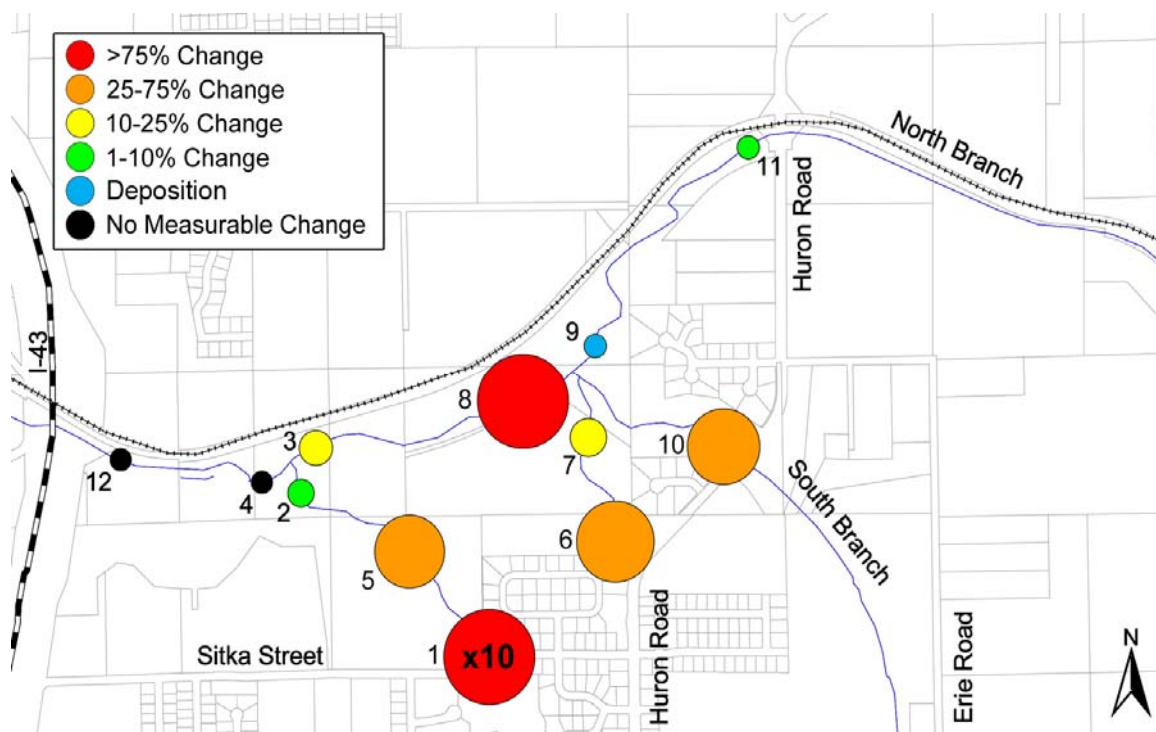 >75% Change
25-75% Change
10-25% Change
1-10% Change
Deposition
No Measurable Change
North Branch
11
Huron Road
I-43
9
8
3
7
10
12
4
2
South Branch
6
5
Sitka Street
1
x10
Huron Road
Erie Road
N